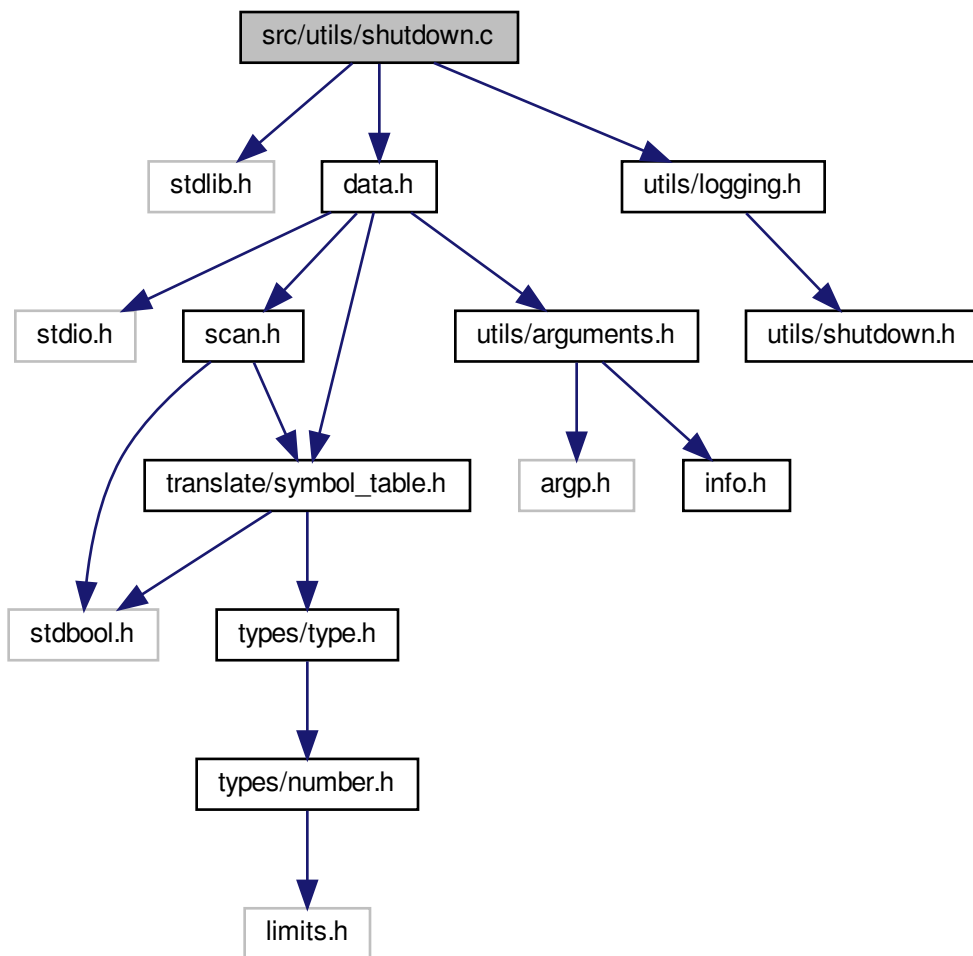 src/utils/shutdown.c
stdlib.h
data.h
utils/logging.h
stdio.h
scan.h
utils/arguments.h
utils/shutdown.h
translate/symbol_table.h
argp.h
info.h
stdbool.h
types/type.h
types/number.h
limits.h